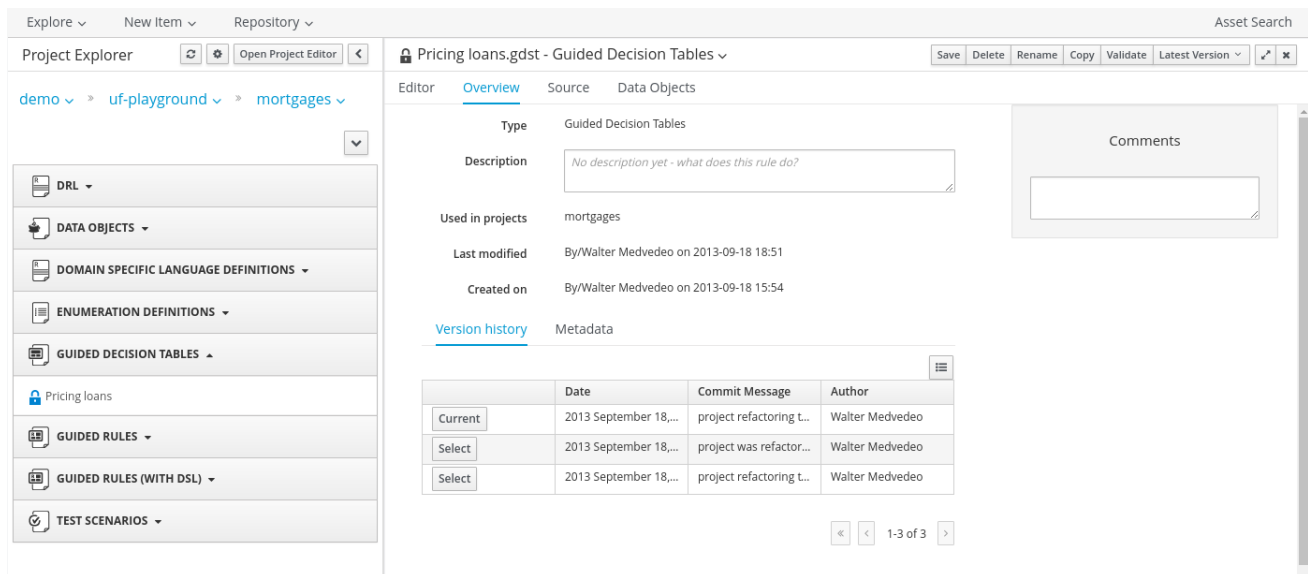 Explore New Item Repository Asset Search
Project Explorer Open Project Editor
demo » uf-playground » mortgages
DRL
DATA OBJECTS
DOMAIN SPECIFIC LANGUAGE DEFINITIONS
ENUMERATION DEFINITIONS
GUIDED DECISION TABLES
Pricing loans
GUIDED RULES
GUIDED RULES (WITH DSL)
TEST SCENARIOS
Pricing loans.gdst - Guided Decision Tables
Save Delete Rename Copy Validate Latest Version
Editor Overview Source Data Objects
Type Guided Decision Tables
Description No description yet - what does this rule do?
Used in projects mortgages
Last modified By/Walter Medvedeo on 2013-09-18 18:51
Created on By/Walter Medvedeo on 2013-09-18 15:54
Version history Metadata
Date Commit Message Author
Current 2013 September 18,... project refactoring t... Walter Medvedeo
Select 2013 September 18,... project was refactor... Walter Medvedeo
Select 2013 September 18,... project refactoring t... Walter Medvedeo
« < 1-3 of 3 >
Comments